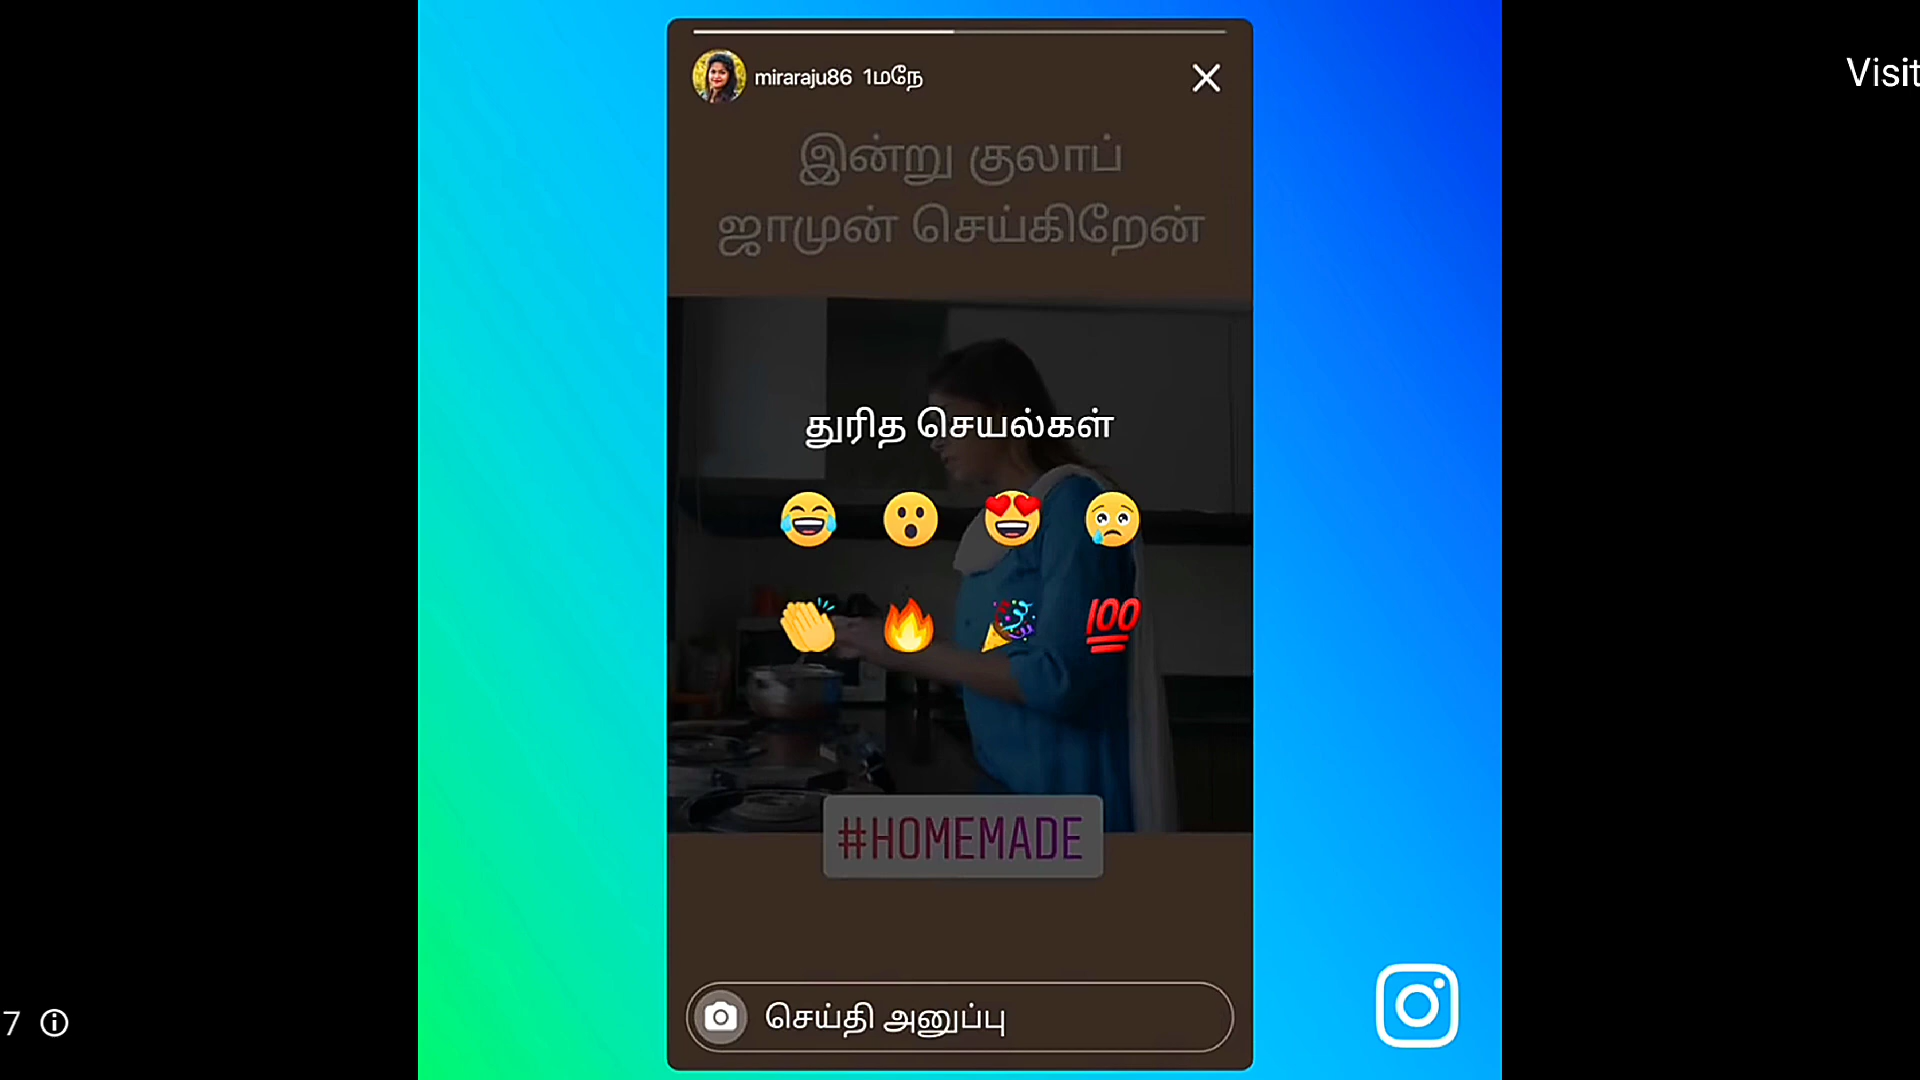 miraraju86 1மநே
Visit
இன்று குலாப்
ஜாமுன் செய்கிறேன்
துரித செயல்கள்
100
#HOMEMADE
செய்தி அனுப்பு
7